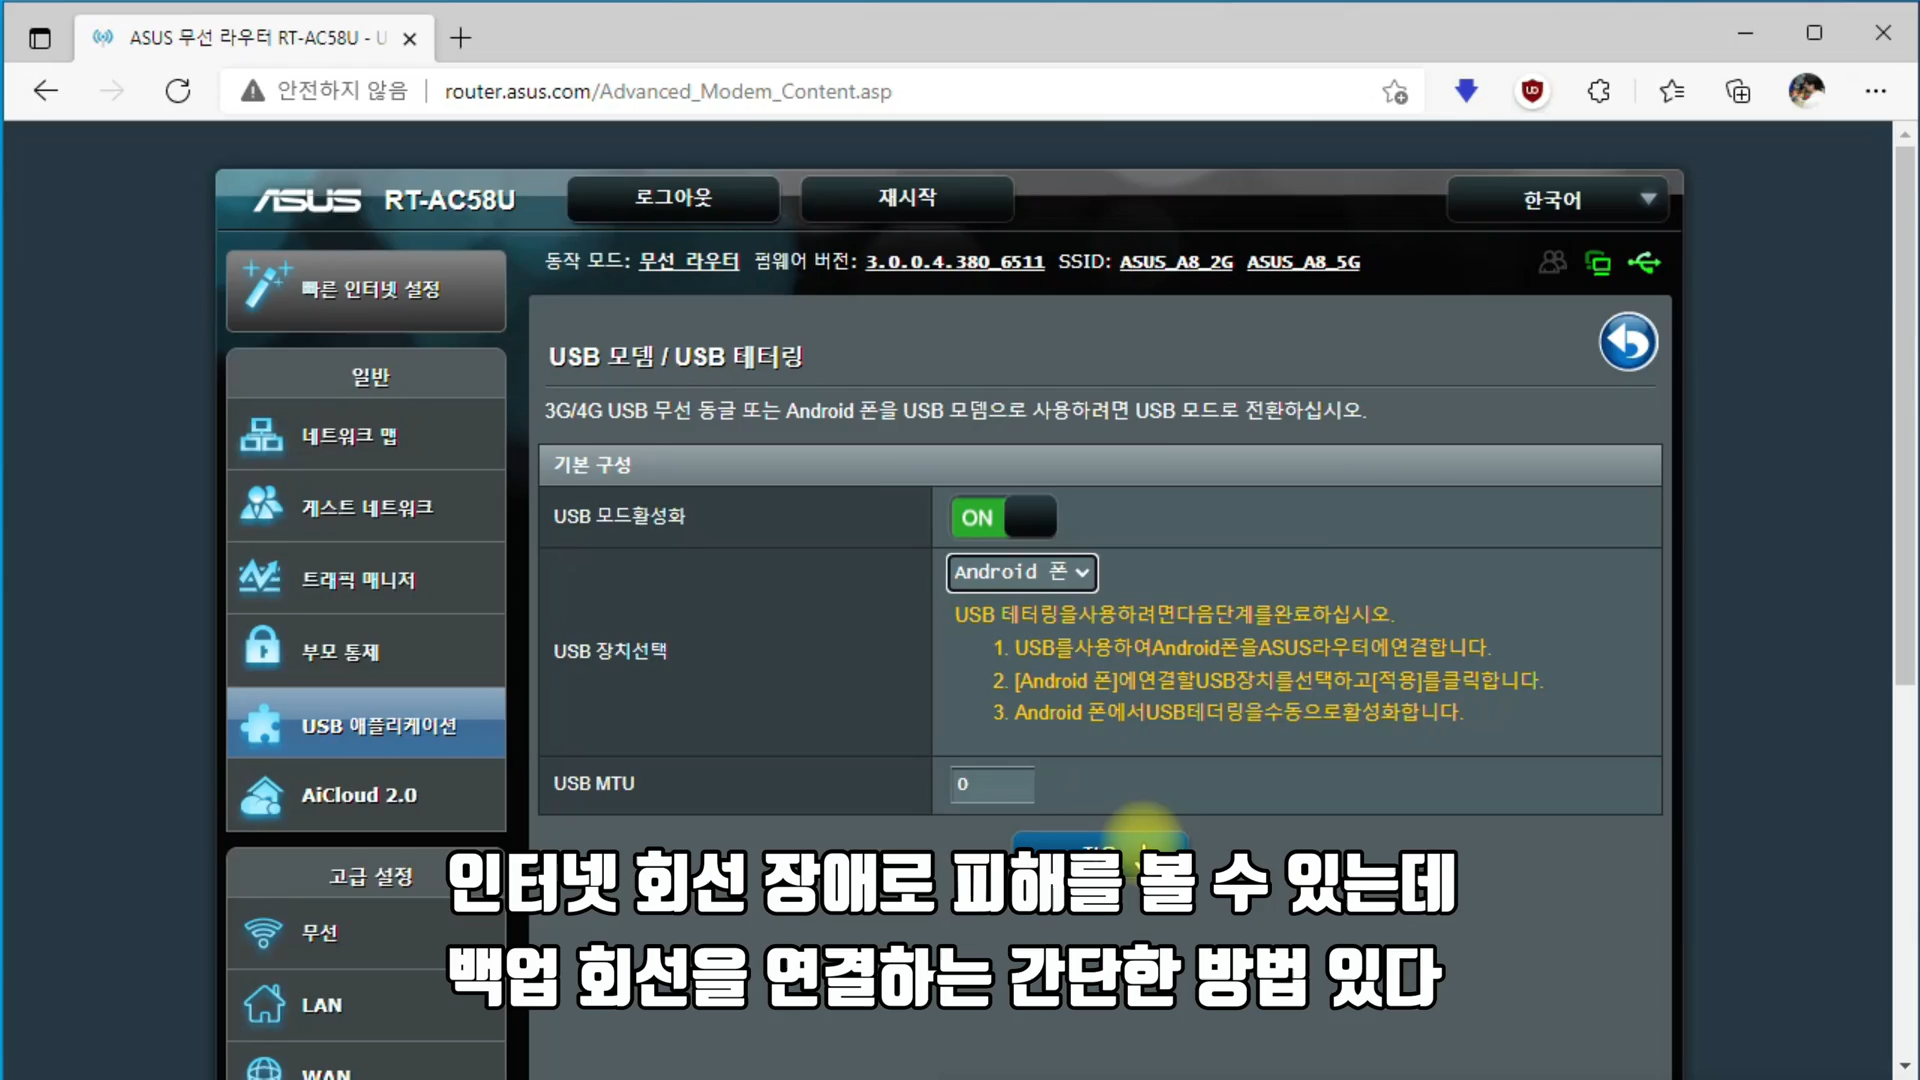 ASUS 무선 라우터 RT-AC58U - U
안전하지 않음
router.asus.com/Advanced_Modem_Content.asp
ASUS RT-AC58U
로그아웃
재시작
한국어
동작 모드: 무선 라우터 펌웨어 버전: 3.0.0.4.380_6511 SSID: ASUS_A8_2G ASUS_A8_5G
빠른 인터넷 설정
일반
네트워크 맵
게스트 네트워크
트래픽 매니저
부모 통제
USB 애플리케이션
AiCloud 2.0
고급 설정
무선
LAN
WAN
USB 모뎀 / USB 테터링
3G/4G USB 무선 동글 또는 Android 폰을 USB 모뎀으로 사용하려면 USB 모드로 전환하십시오.
기본 구성
USB 모드활성화
ON
USB 장치선택
Android 폰
USB 테터링을사용하려면다음단계를완료하십시오.
1. USB를사용하여Android폰을ASUS라우터에연결합니다.
2. [Android 폰]에연결할USB장치를선택하고[적용]를클릭합니다.
3. Android 폰에서USB테더링을수동으로활성화합니다.
USB MTU
0
인터넷 회선 장애로 피해를 볼 수 있는데
백업 회선을 연결하는 간단한 방법 있다